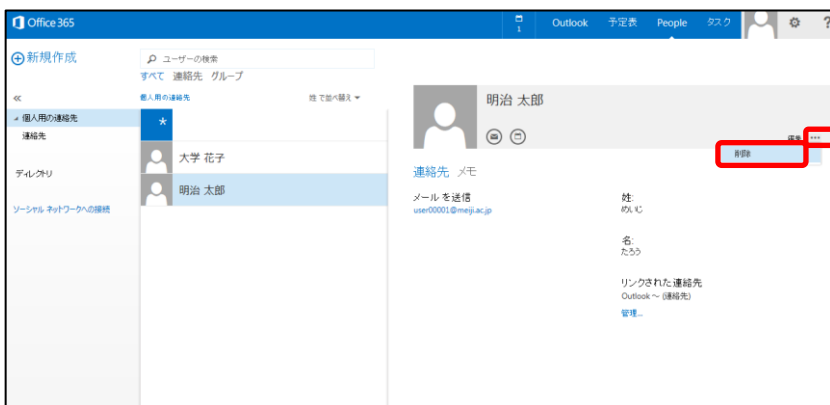 Office 365
1
Outlook 予定表 People タスク
?
新規作成
ユーザーの検索
すべて 連絡先 グループ
≪
個人用の連絡先 姓 で並べ替え
個人用の連絡先
連絡先
*
大学 花子
明治 太郎
ディレクトリ
ソーシャル ネットワークへの接続
明治 太郎
編集 •••
削除
連絡先 メモ
メール を送信
user00001@meiji.ac.jp
姓:
めいじ
名:
たろう
リンクされた連絡先
Outlook ~ (連絡先)
管理...